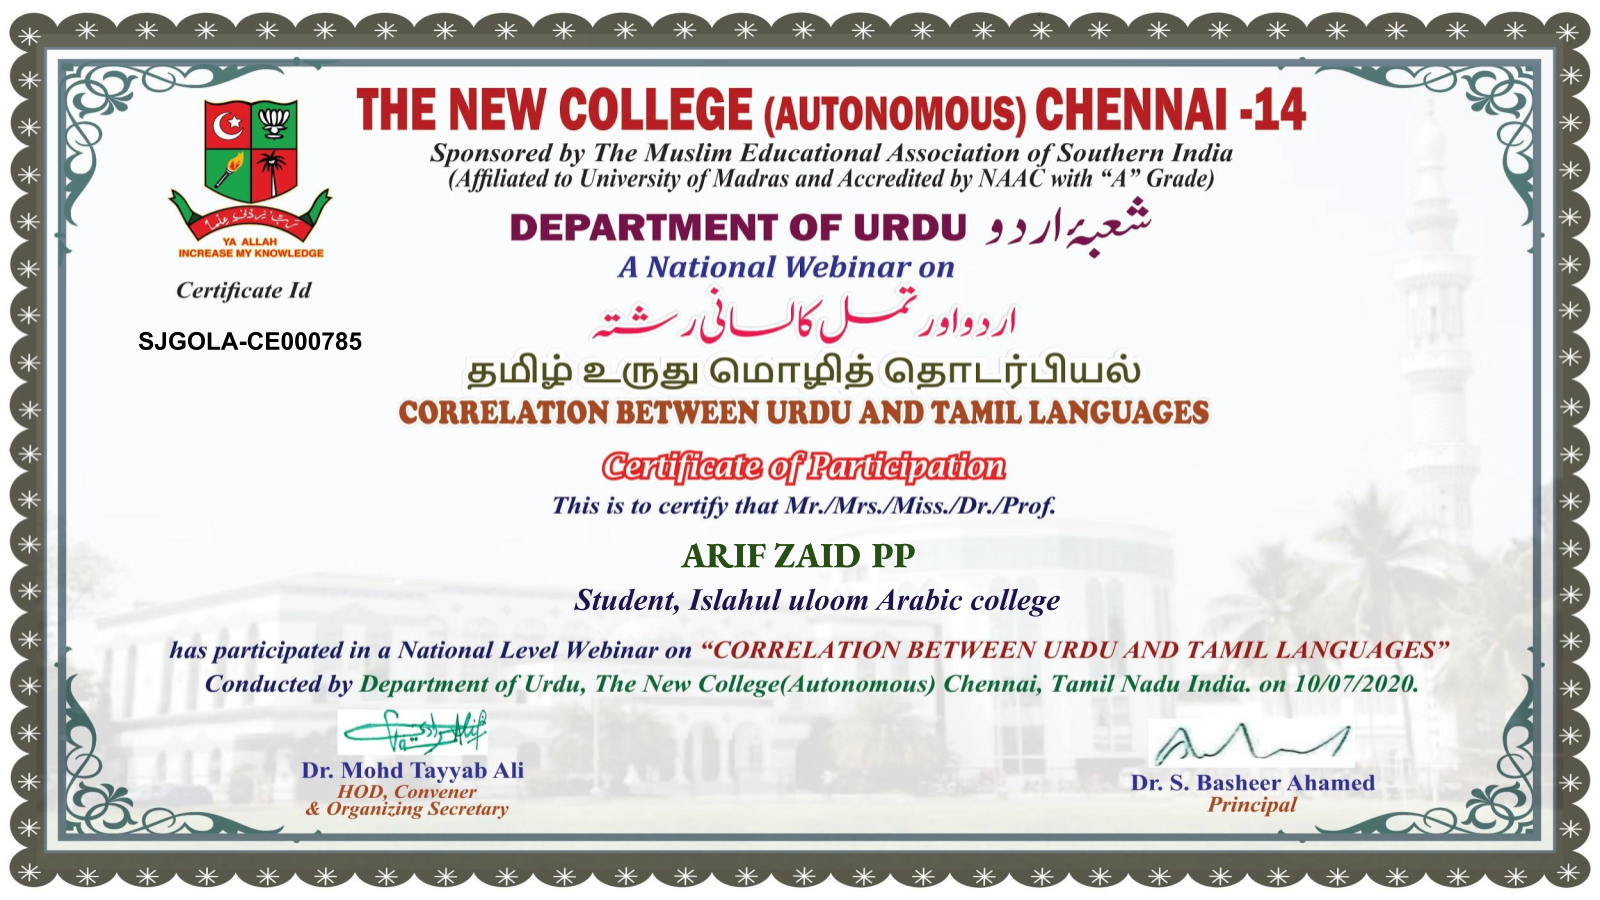 THE NEW COLLEGE (AUTONOMOUS) CHENNAI -14
Sponsored by The Muslim Educational Association of Southern India
(Affiliated to University of Madras and Accredited by NAAC with “A” Grade)
DEPARTMENT OF URDU شعبۂ اردو
A National Webinar on
اردو اور تمل کا لسانی رشتہ
தமிழ் உருது மொழித் தொடர்பியல்
CORRELATION BETWEEN URDU AND TAMIL LANGUAGES
YA ALLAH
INCREASE MY KNOWLEDGE
Certificate Id
SJGOLA-CE000785
Certificate of Participation
This is to certify that Mr./Mrs./Miss./Dr./Prof.
ARIF ZAID PP
Student, Islahul uloom Arabic college
has participated in a National Level Webinar on “CORRELATION BETWEEN URDU AND TAMIL LANGUAGES”
Conducted by Department of Urdu, The New College(Autonomous) Chennai, Tamil Nadu India. on 10/07/2020.
Dr. Mohd Tayyab Ali
HOD, Convener
& Organizing Secretary
Dr. S. Basheer Ahamed
Principal